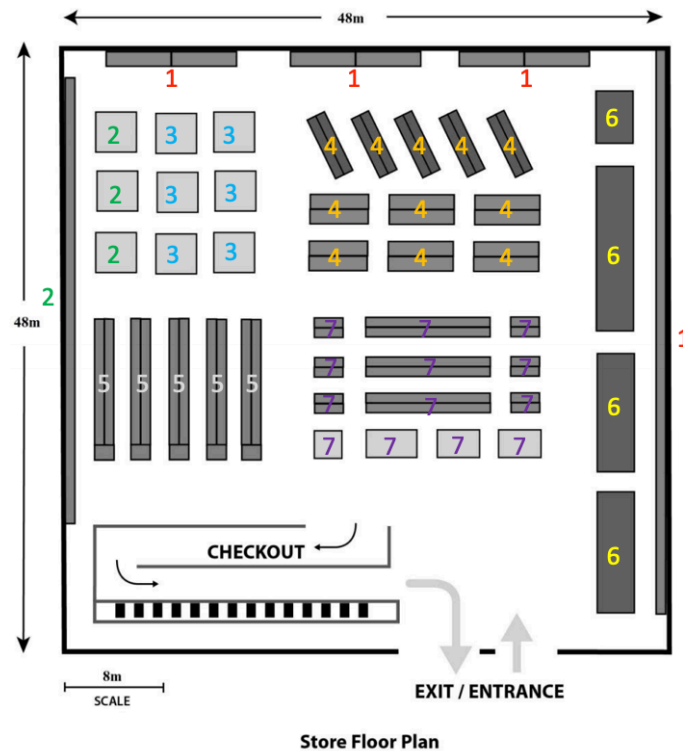 48m
1 1 1
2 3 3
6
4 4 4 4 4
2 3 3
4 4 4
2 3 3
4 4 4
6
2
48m
7 7 7
1
5 5 5 5 5
7 7 7
7 7 7
6
7 7 7 7
CHECKOUT
6
8m
SCALE
EXIT / ENTRANCE
Store Floor Plan